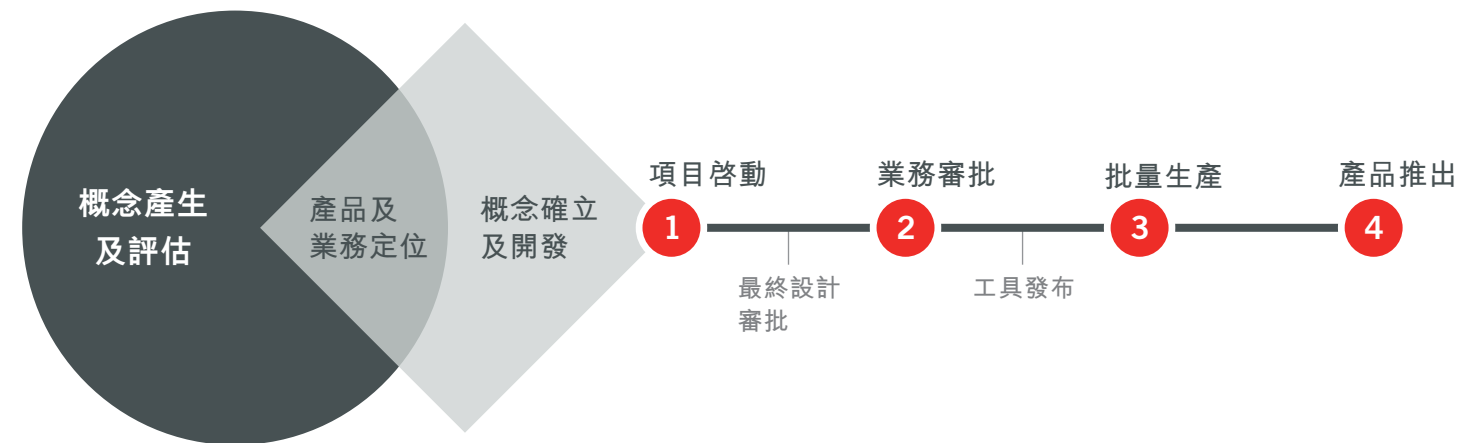 概念產生
及評估
產品及
業務定位
概念確立
及開發
項目啓動
1
業務審批
2
批量生產
3
產品推出
4
最終設計
審批
工具發布